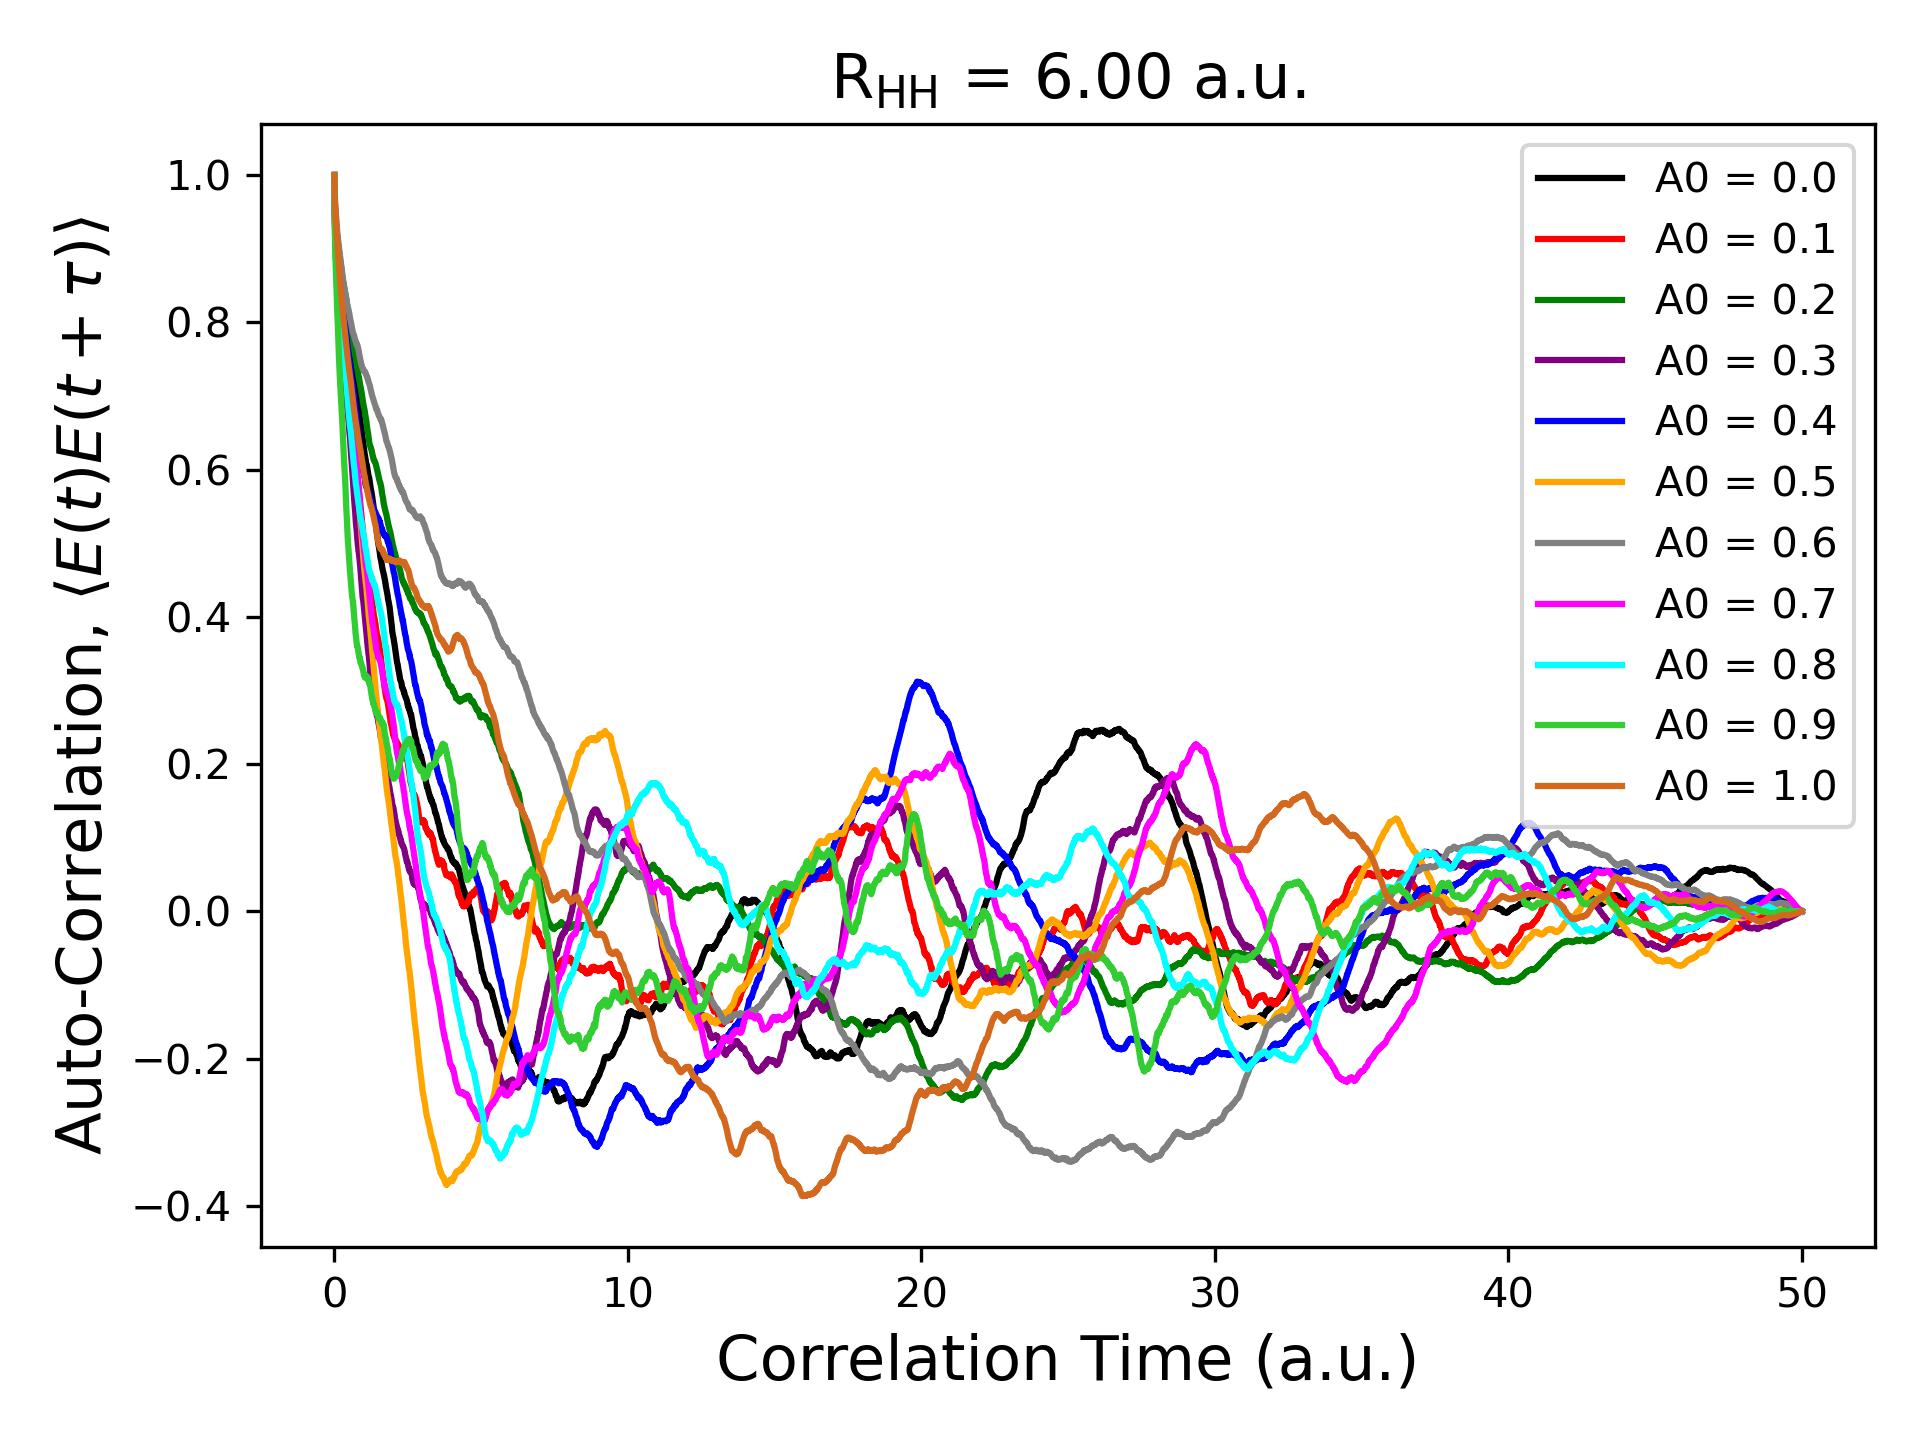 R_HH = 6.00 a.u.
Auto-Correlation, ⟨E(t)E(t + τ)⟩
1.0
0.8
0.6
0.4
0.2
0.0
−0.2
−0.4
A0 = 0.0
A0 = 0.1
A0 = 0.2
A0 = 0.3
A0 = 0.4
A0 = 0.5
A0 = 0.6
A0 = 0.7
A0 = 0.8
A0 = 0.9
A0 = 1.0
0 10 20 30 40 50
Correlation Time (a.u.)